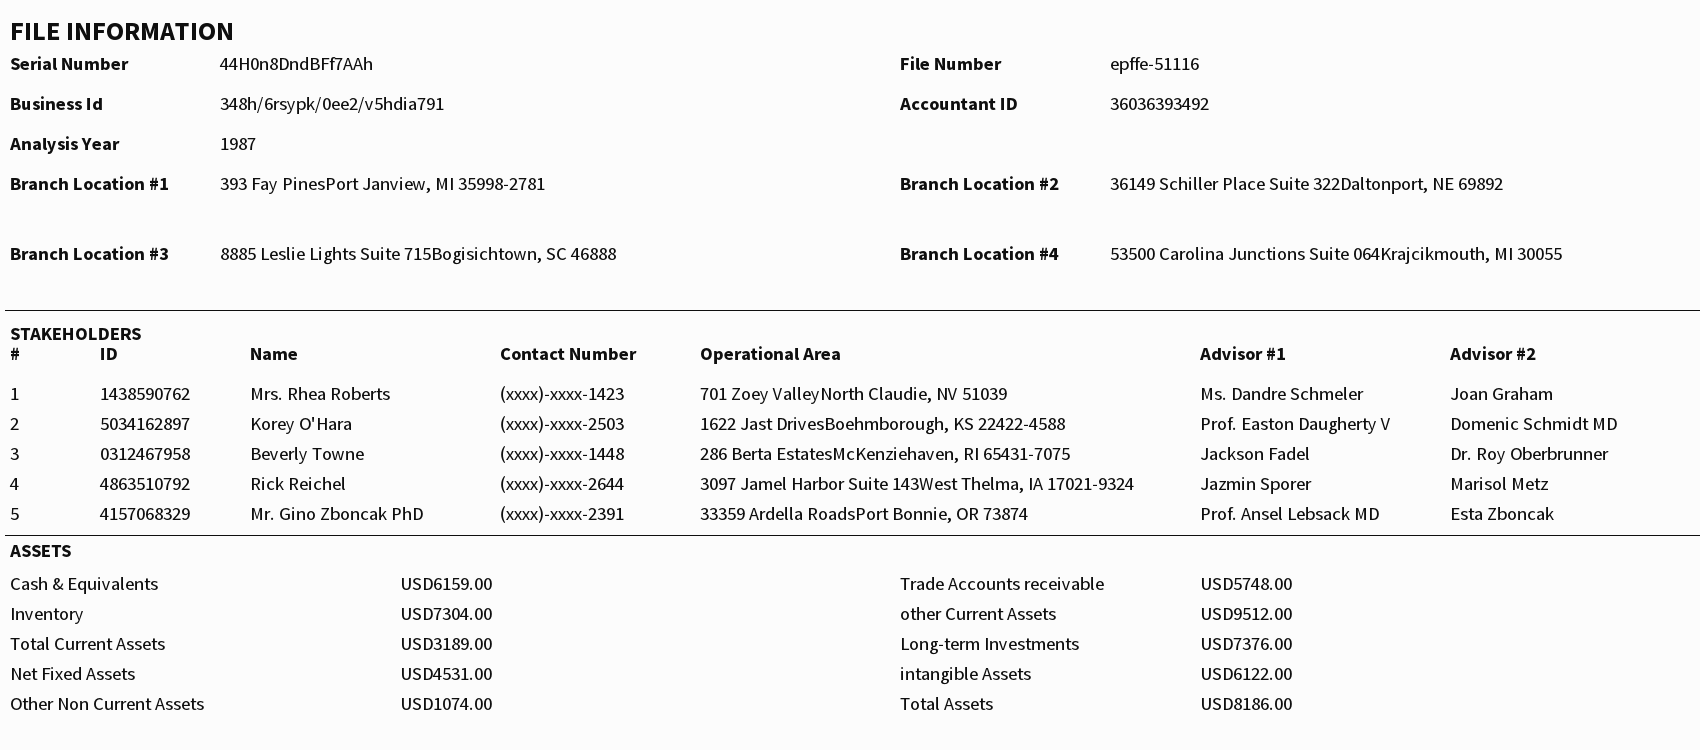 FILE INFORMATION
Serial Number 44H0n8DndBFf7AAh File Number epffe-51116
Business Id 348h/6rsypk/0ee2/v5hdia791 Accountant ID 36036393492
Analysis Year 1987
Branch Location #1 393 Fay PinesPort Janview, MI 35998-2781 Branch Location #2 36149 Schiller Place Suite 322Daltonport, NE 69892
Branch Location #3 8885 Leslie Lights Suite 715Bogisichtown, SC 46888 Branch Location #4 53500 Carolina Junctions Suite 064Krajcikmouth, MI 30055
STAKEHOLDERS
# ID Name Contact Number Operational Area Advisor #1 Advisor #2
1 1438590762 Mrs. Rhea Roberts (xxxx)-xxxx-1423 701 Zoey ValleyNorth Claudie, NV 51039 Ms. Dandre Schmeler Joan Graham
2 5034162897 Korey O'Hara (xxxx)-xxxx-2503 1622 Jast DrivesBoehmborough, KS 22422-4588 Prof. Easton Daugherty V Domenic Schmidt MD
3 0312467958 Beverly Towne (xxxx)-xxxx-1448 286 Berta EstatesMcKenziehaven, RI 65431-7075 Jackson Fadel Dr. Roy Oberbrunner
4 4863510792 Rick Reichel (xxxx)-xxxx-2644 3097 Jamel Harbor Suite 143West Thelma, IA 17021-9324 Jazmin Sporer Marisol Metz
5 4157068329 Mr. Gino Zboncak PhD (xxxx)-xxxx-2391 33359 Ardella RoadsPort Bonnie, OR 73874 Prof. Ansel Lebsack MD Esta Zboncak
ASSETS
Cash & Equivalents USD6159.00 Trade Accounts receivable USD5748.00
Inventory USD7304.00 other Current Assets USD9512.00
Total Current Assets USD3189.00 Long-term Investments USD7376.00
Net Fixed Assets USD4531.00 intangible Assets USD6122.00
Other Non Current Assets USD1074.00 Total Assets USD8186.00